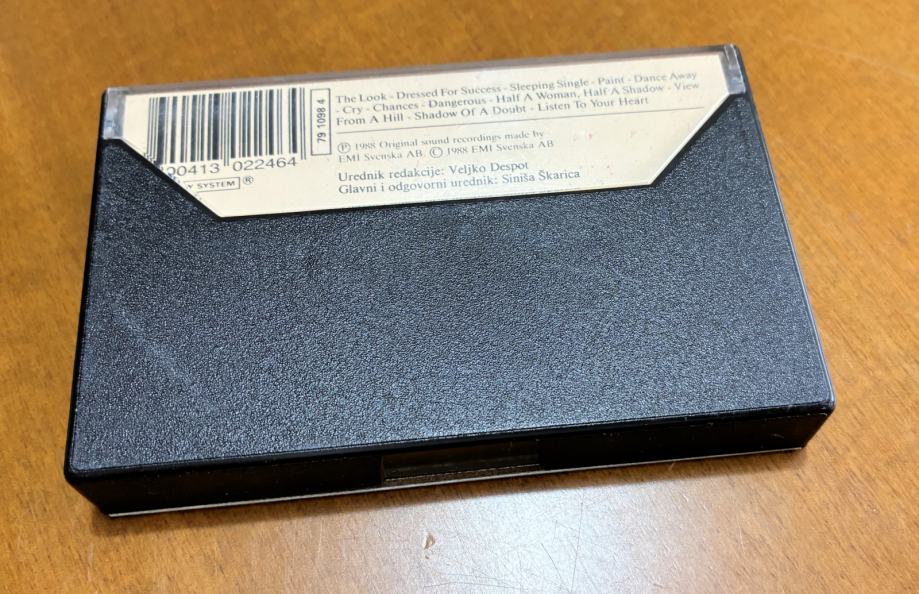 The Look - Dressed For Success - Sleeping Single - Paint - Dance Away
- Cry - Chances - Dangerous - Half A Woman, Half A Shadow - View
From A Hill - Shadow Of A Doubt - Listen To Your Heart
79 1098 4
Ⓟ 1988 Original sound recordings made by
EMI Svenska AB. © 1988 EMI Svenska AB
00413 022464
SYSTEM ®
Urednik redakcije: Veljko Despot
Glavni i odgovorni urednik: Siniša Škarica